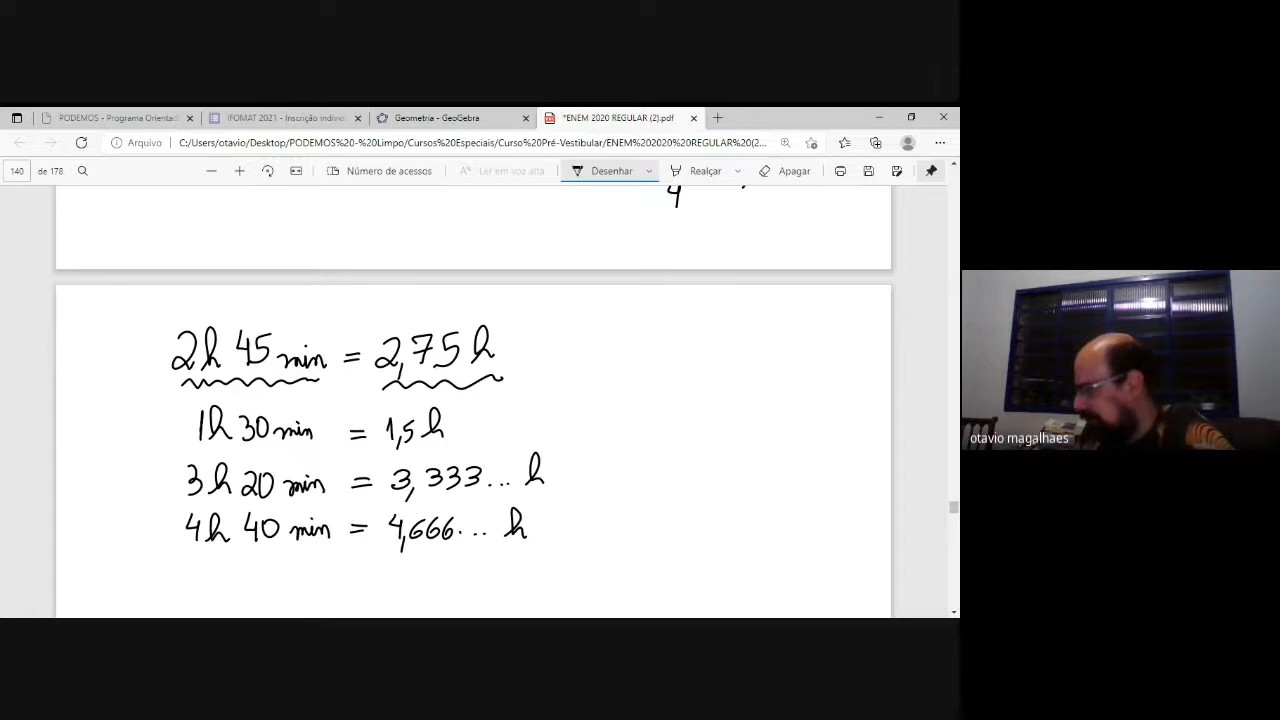 PODEMOS - Programa Orientad
IFOMAT 2021 - Inscrição individ
Geometria - GeoGebra
*ENEM 2020 REGULAR (2).pdf
Arquivo
C:/Users/otavio/Desktop/PODEMOS%20-%20Limpo/Cursos%20Especiais/Curso%20Pré-Vestibular/ENEM%202020%20REGULAR%20(2...
140 de 178
Número de acessos
Ler em voz alta
Desenhar
Realçar
Apagar
4
2h 45 min = 2,75 h
1h 30 min = 1,5 h
3h 20 min = 3,333... h
4h 40 min = 4,666... h
otavio magalhaes